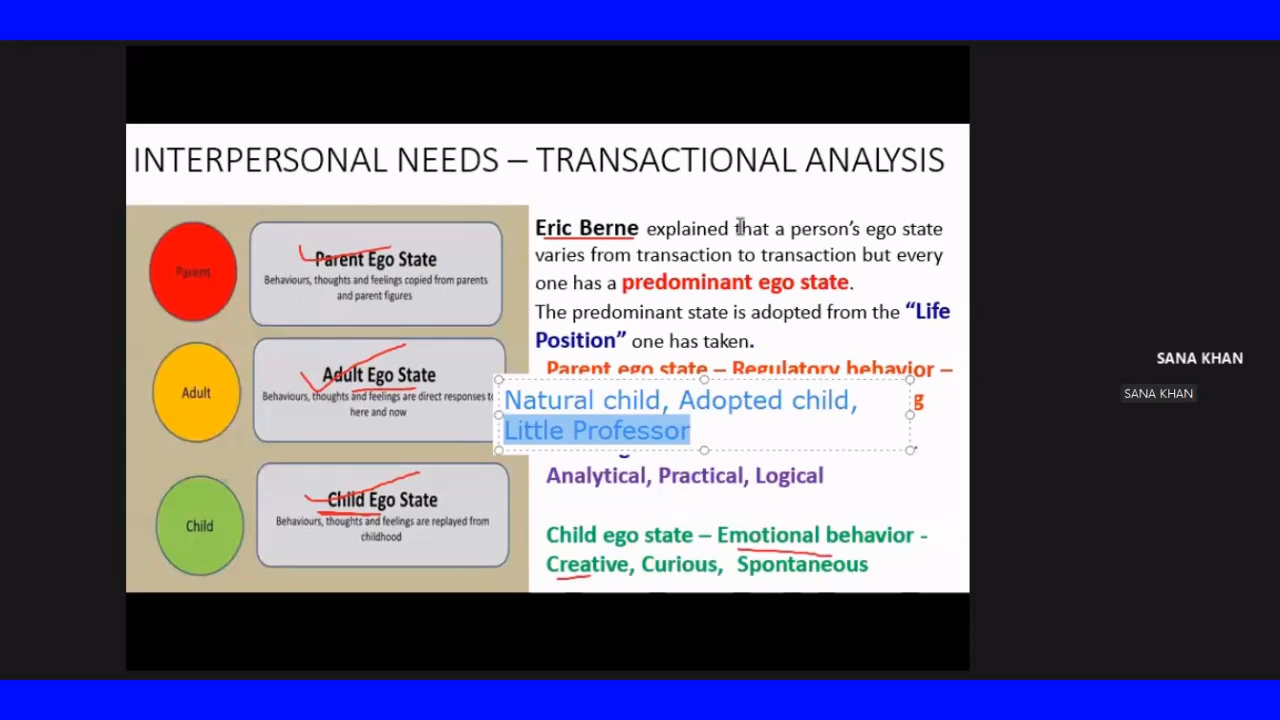 INTERPERSONAL NEEDS – TRANSACTIONAL ANALYSIS
Parent
Parent Ego State
Behaviours, thoughts and feelings copied from parents
and parent figures
Adult
Adult Ego State
Behaviours, thoughts and feelings are direct responses to
here and now
Child
Child Ego State
Behaviours, thoughts and feelings are replayed from
childhood
Eric Berne explained that a person’s ego state
varies from transaction to transaction but every
one has a predominant ego state.
The predominant state is adopted from the “Life
Position” one has taken.
Parent ego state – Regulatory behavior –
Natural child, Adopted child,
Little Professor
Analytical, Practical, Logical
Child ego state – Emotional behavior -
Creative, Curious, Spontaneous
SANA KHAN
SANA KHAN